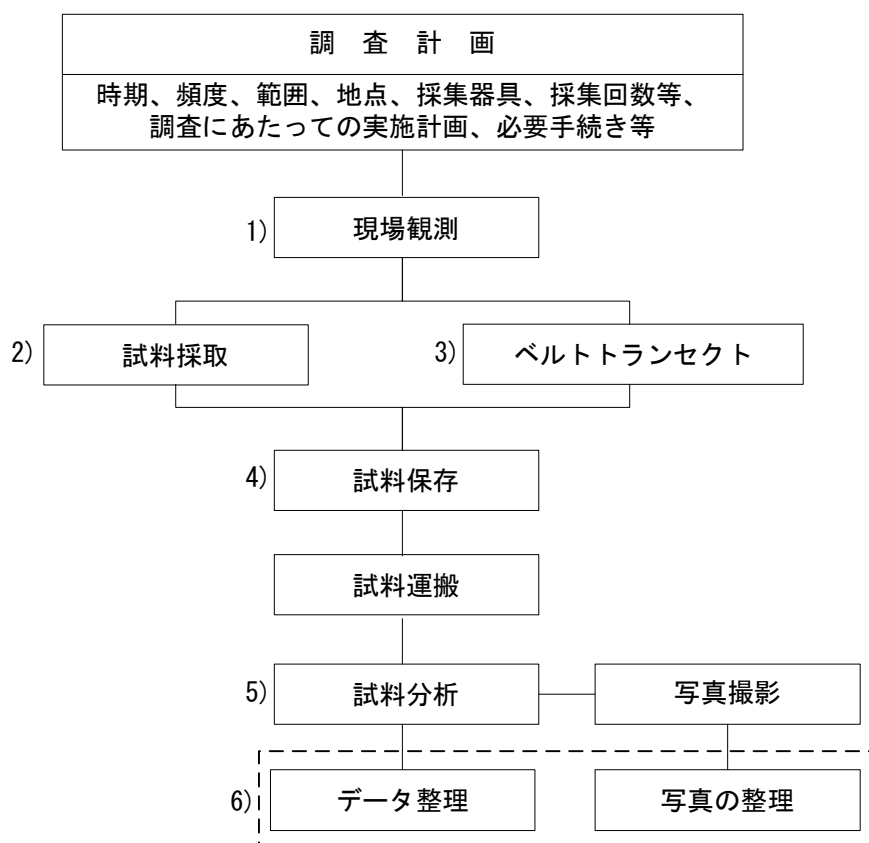 調　査　計　画
時期、頻度、範囲、地点、採集器具、採集回数等、
調査にあたっての実施計画、必要手続き等
1)
現場観測
2)
試料採取
3)
ベルトトランセクト
4)
試料保存
試料運搬
5)
試料分析
写真撮影
6)
データ整理
写真の整理